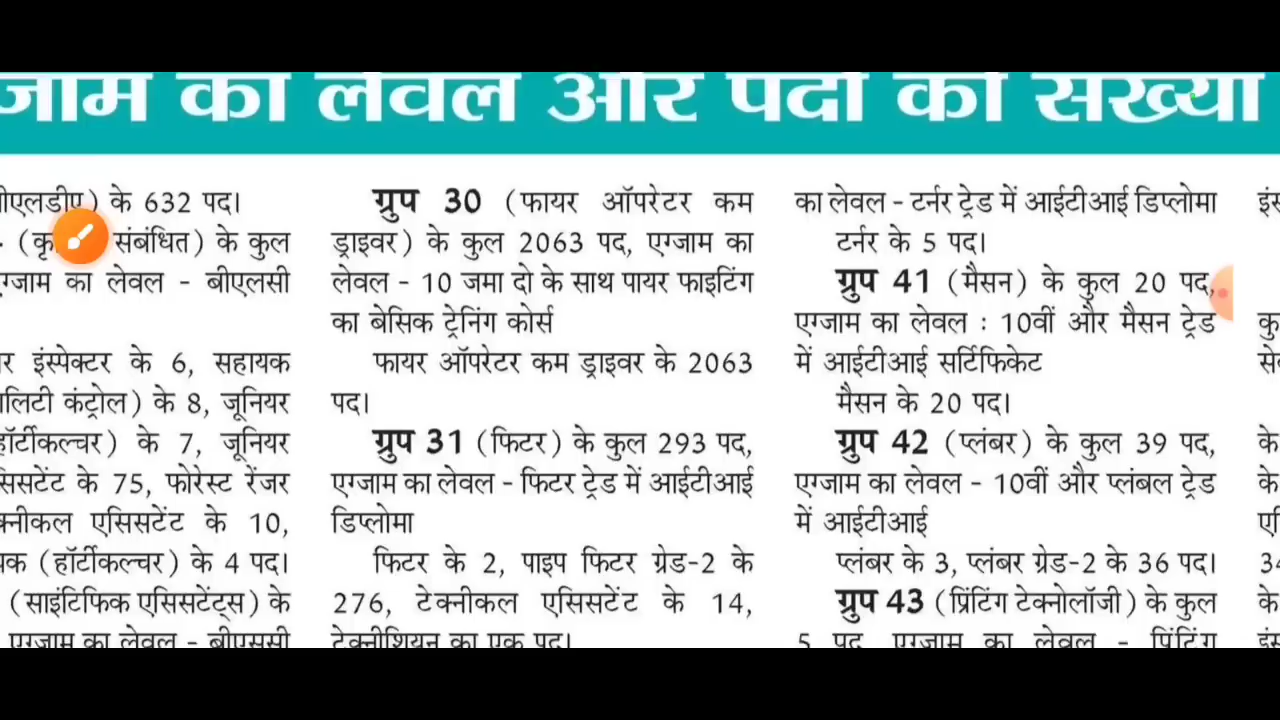 जाम का लेवल और पदों की संख्या
के 632 पद।
संबंधित) के कुल
एग्जाम का लेवल - बीएलसी
र इंस्पेक्टर के 6, सहायक
कंट्रोल) के 8, जूनियर
हॉर्टीकल्चर) के 7, जूनियर
के 75, फोरेस्ट रेंजर
एसिसटेंट के 10,
(हॉर्टीकल्चर) के 4 पद।
(साइंटिफिक एसिसटेंट्स) के
एग्जाम का लेवल - बीएससी
ग्रुप 30 (फायर ऑपरेटर कम
ड्राइवर) के कुल 2063 पद, एग्जाम का
लेवल - 10 जमा दो के साथ पायर फाइटिंग
का बेसिक ट्रेनिंग कोर्स
फायर ऑपरेटर कम ड्राइवर के 2063
पद।
ग्रुप 31 (फिटर) के कुल 293 पद,
एग्जाम का लेवल - फिटर ट्रेड में आईटीआई
डिप्लोमा
फिटर के 2, पाइप फिटर ग्रेड-2 के
276, टेक्नीकल एसिसटेंट के 14,
टेक्नीशियन का एक पद।
का लेवल - टर्नर ट्रेड में आईटीआई डिप्लोमा
टर्नर के 5 पद।
ग्रुप 41 (मैसन) के कुल 20 पद,
एग्जाम का लेवल : 10वीं और मैसन ट्रेड
में आईटीआई सर्टिफिकेट
मैसन के 20 पद।
ग्रुप 42 (प्लंबर) के कुल 39 पद,
एग्जाम का लेवल - 10वीं और प्लंबल ट्रेड
में आईटीआई
प्लंबर के 3, प्लंबर ग्रेड-2 के 36 पद।
ग्रुप 43 (प्रिंटिंग टेक्नोलॉजी) के कुल
5 पद, एग्जाम का लेवल - प्रिंटिंग